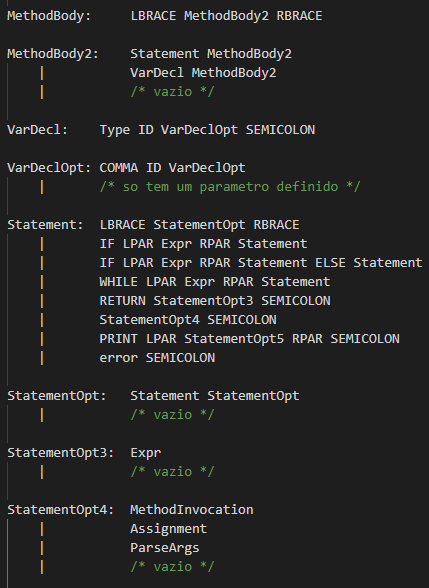 MethodBody:     LBRACE MethodBody2 RBRACE
MethodBody2:    Statement MethodBody2
    |           VarDecl MethodBody2
    |           /* vazio */
VarDecl:    Type ID VarDeclOpt SEMICOLON
VarDeclOpt: COMMA ID VarDeclOpt
    |       /* so tem um parametro definido */
Statement:  LBRACE StatementOpt RBRACE
    |       IF LPAR Expr RPAR Statement
    |       IF LPAR Expr RPAR Statement ELSE Statement
    |       WHILE LPAR Expr RPAR Statement
    |       RETURN StatementOpt3 SEMICOLON
    |       StatementOpt4 SEMICOLON
    |       PRINT LPAR StatementOpt5 RPAR SEMICOLON
    |       error SEMICOLON
StatementOpt:   Statement StatementOpt
    |           /* vazio */
StatementOpt3:  Expr
    |           /* vazio */
StatementOpt4:  MethodInvocation
    |           Assignment
    |           ParseArgs
    |           /* vazio */